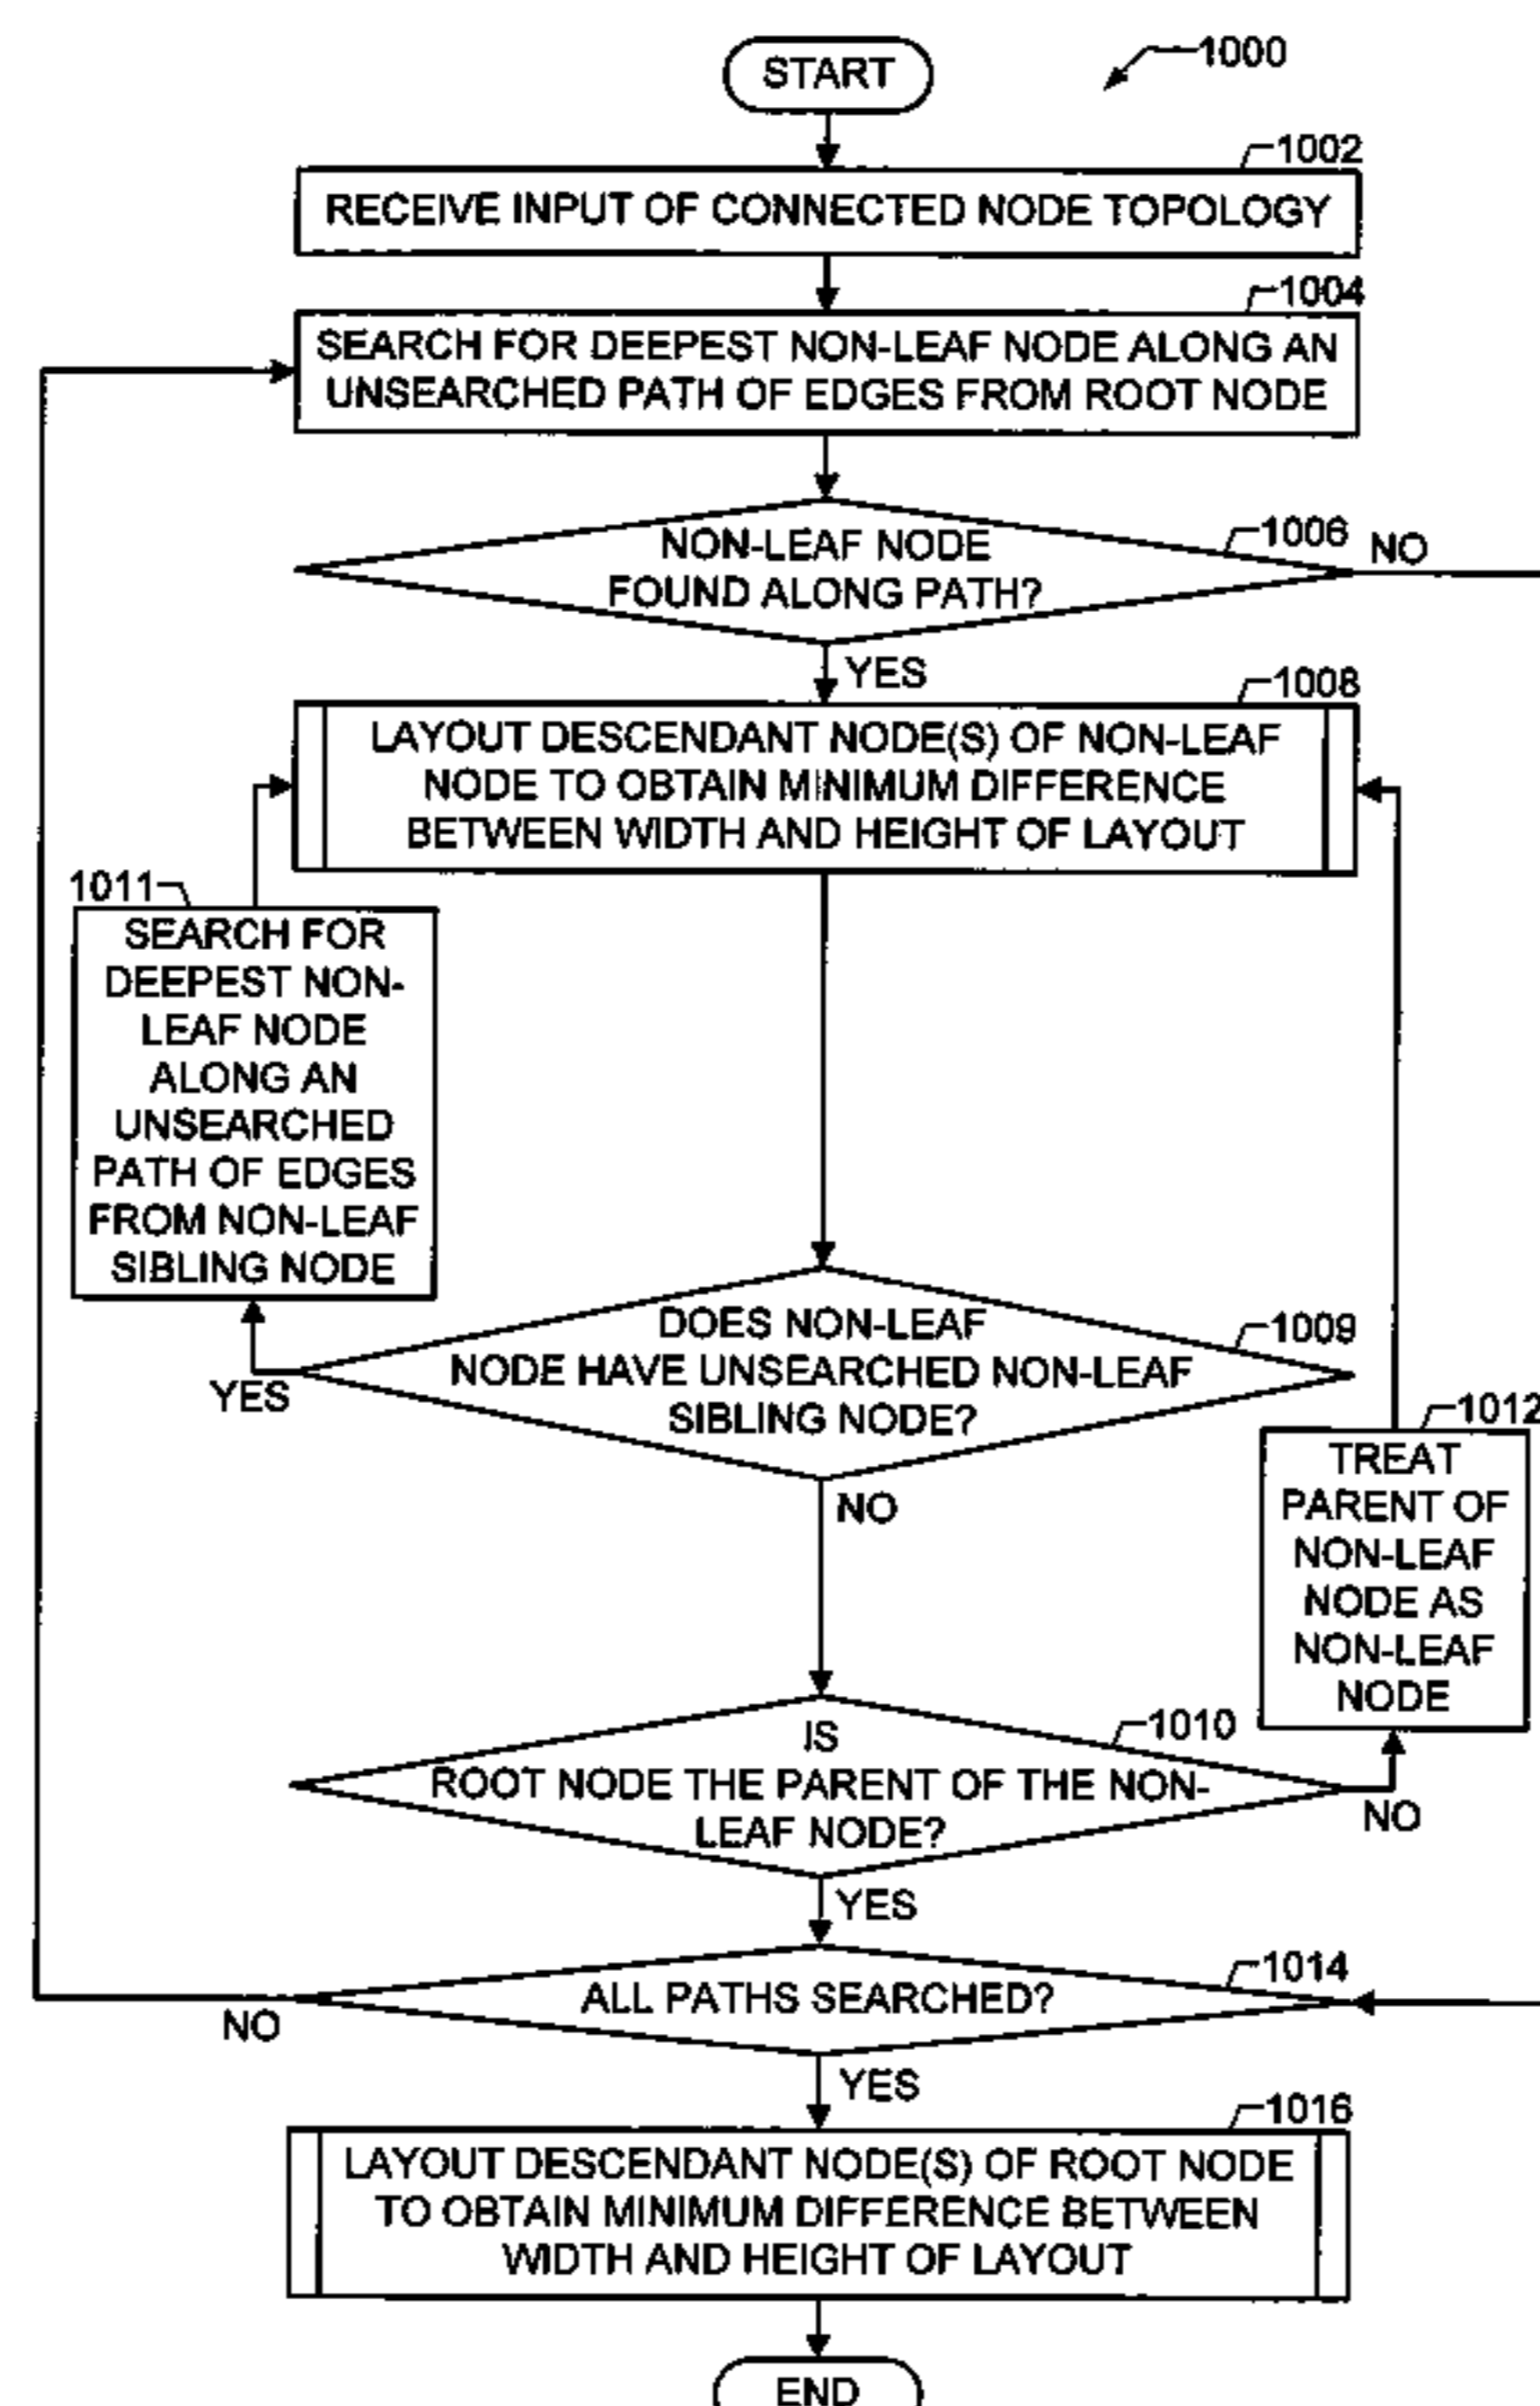 START
1000
1002
RECEIVE INPUT OF CONNECTED NODE TOPOLOGY
1004
SEARCH FOR DEEPEST NON-LEAF NODE ALONG AN
UNSEARCHED PATH OF EDGES FROM ROOT NODE
1006
NON-LEAF NODE
FOUND ALONG PATH?
NO
YES
1008
LAYOUT DESCENDANT NODE(S) OF NON-LEAF
NODE TO OBTAIN MINIMUM DIFFERENCE
BETWEEN WIDTH AND HEIGHT OF LAYOUT
1011
SEARCH FOR
DEEPEST NON-
LEAF NODE
ALONG AN
UNSEARCHED
PATH OF EDGES
FROM NON-LEAF
SIBLING NODE
1009
DOES NON-LEAF
NODE HAVE UNSEARCHED NON-LEAF
SIBLING NODE?
YES
NO
1012
TREAT
PARENT OF
NON-LEAF
NODE AS
NON-LEAF
NODE
1010
IS
ROOT NODE THE PARENT OF THE NON-
LEAF NODE?
NO
YES
1014
ALL PATHS SEARCHED?
NO
YES
1016
LAYOUT DESCENDANT NODE(S) OF ROOT NODE
TO OBTAIN MINIMUM DIFFERENCE BETWEEN
WIDTH AND HEIGHT OF LAYOUT
END